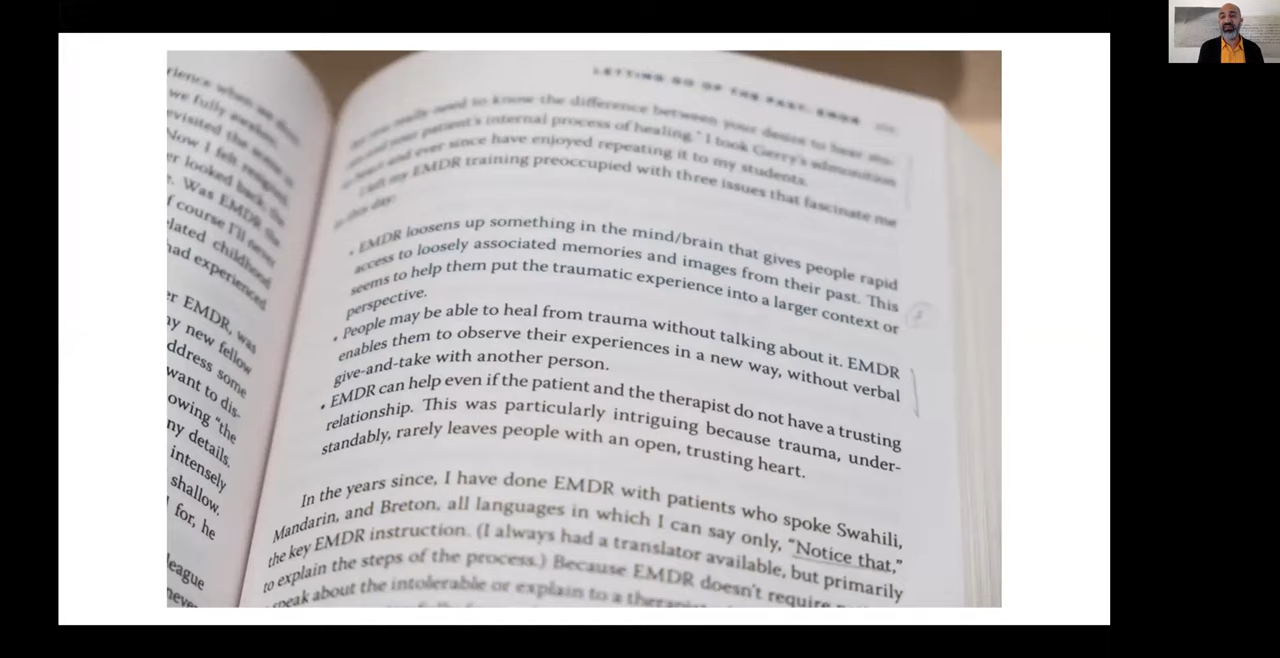 rience when we
we fully awaken
evisited the
Now I felt
er looked back
e. Was EMDR
f course I'll never
elated childhood
had experienced
er EMDR, was
ny new fellow
ddress some
want to dis-
owing "the
ny details.
intensely
shallow.
for, he
league
never
LETTING GO OF THE PAST: EMDR
really need to know the difference between your desire to hear
and your patient's internal process of healing." I took Gerry's admonition
to heart and ever since have enjoyed repeating it to my students.
I left my EMDR training preoccupied with three issues that fascinate me
to this day:
• EMDR loosens up something in the mind/brain that gives people rapid
access to loosely associated memories and images from their past. This
seems to help them put the traumatic experience into a larger context or
perspective.
• People may be able to heal from trauma without talking about it. EMDR
enables them to observe their experiences in a new way, without verbal
give-and-take with another person.
• EMDR can help even if the patient and the therapist do not have a trusting
relationship. This was particularly intriguing because trauma, under-
standably, rarely leaves people with an open, trusting heart.
In the years since, I have done EMDR with patients who spoke Swahili,
Mandarin, and Breton, all languages in which I can say only, "Notice that,"
the key EMDR instruction. (I always had a translator available, but primarily
to explain the steps of the process.) Because EMDR doesn't require
speak about the intolerable or explain to a